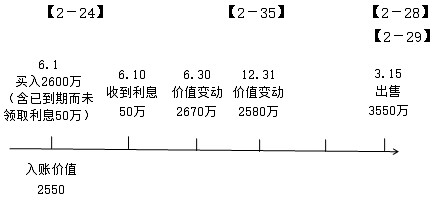 【2-24】
【2-35】
【2-28】
【2-29】
6.1
买入2600万
（含已到期而未
领取利息50万）
6.10
收到利息
50万
6.30
价值变动
2670万
12.31
价值变动
2580万
3.15
出售
3550万
入账价值
2550